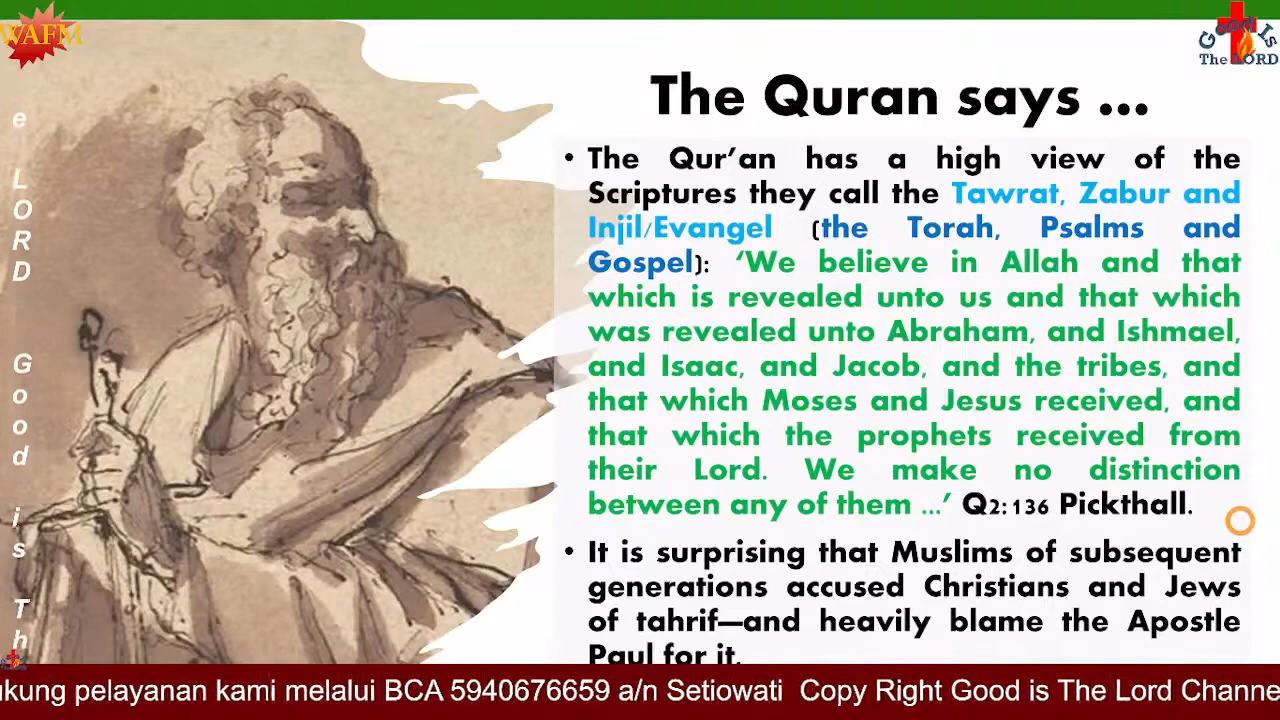 WAFM
Good Is
The LORD
The Quran says ...
• The Qur’an has a high view of the
Scriptures they call the Tawrat, Zabur and
Injil/Evangel (the Torah, Psalms and
Gospel): ‘We believe in Allah and that
which is revealed unto us and that which
was revealed unto Abraham, and Ishmael,
and Isaac, and Jacob, and the tribes, and
that which Moses and Jesus received, and
that which the prophets received from
their Lord. We make no distinction
between any of them ...’ Q2:136 Pickthall.
• It is surprising that Muslims of subsequent
generations accused Christians and Jews
of tahrif—and heavily blame the Apostle
Paul for it.
e LORD Good is Th
ukung pelayanan kami melalui BCA 5940676659 a/n Setiowati Copy Right Good is The Lord Channe